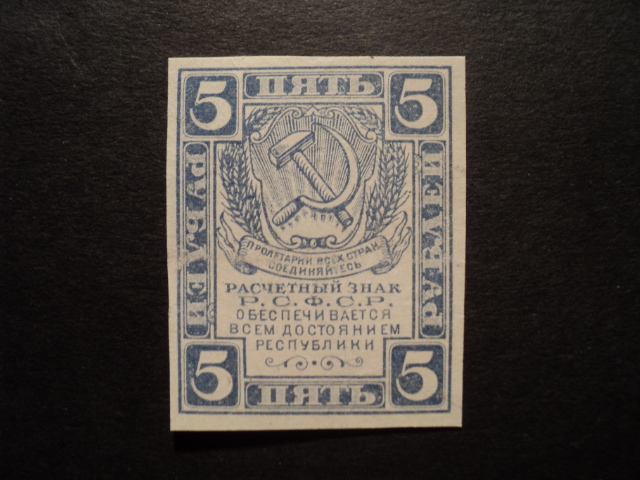 5 ПЯТЬ 5
РУБЛЕЙ
РУБЛЕЙ
ПРОЛЕТАРИИ ВСЕХ СТРАН
СОЕДИНЯЙТЕСЬ
РАСЧЕТНЫЙ ЗНАК
Р.С.Ф.С.Р.
ОБЕСПЕЧИВАЕТСЯ
ВСЕМ ДОСТОЯНИЕМ
РЕСПУБЛИКИ
5 ПЯТЬ 5